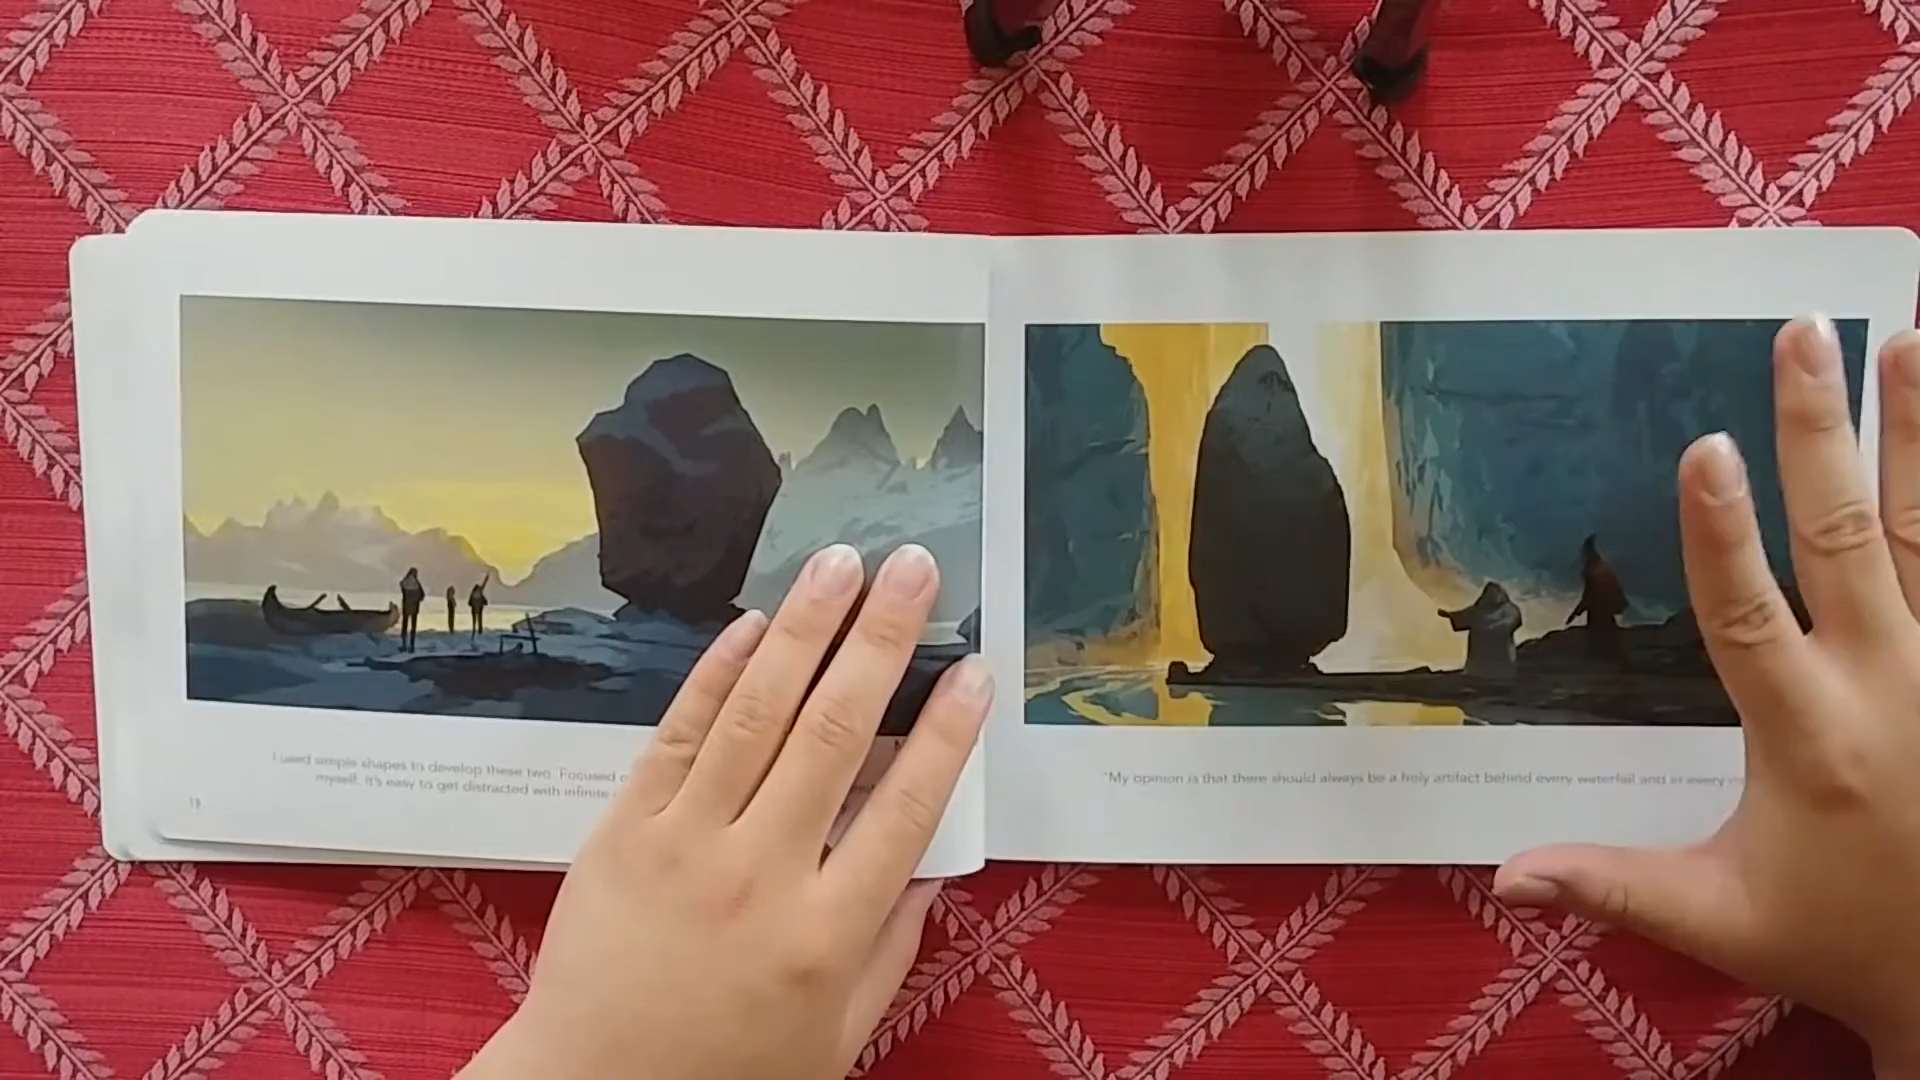 I used simple shapes to develop these two. Focused
myself. It's easy to get distracted with infinite
"My opinion is that there should always be a holy artifact behind every waterfall and in every